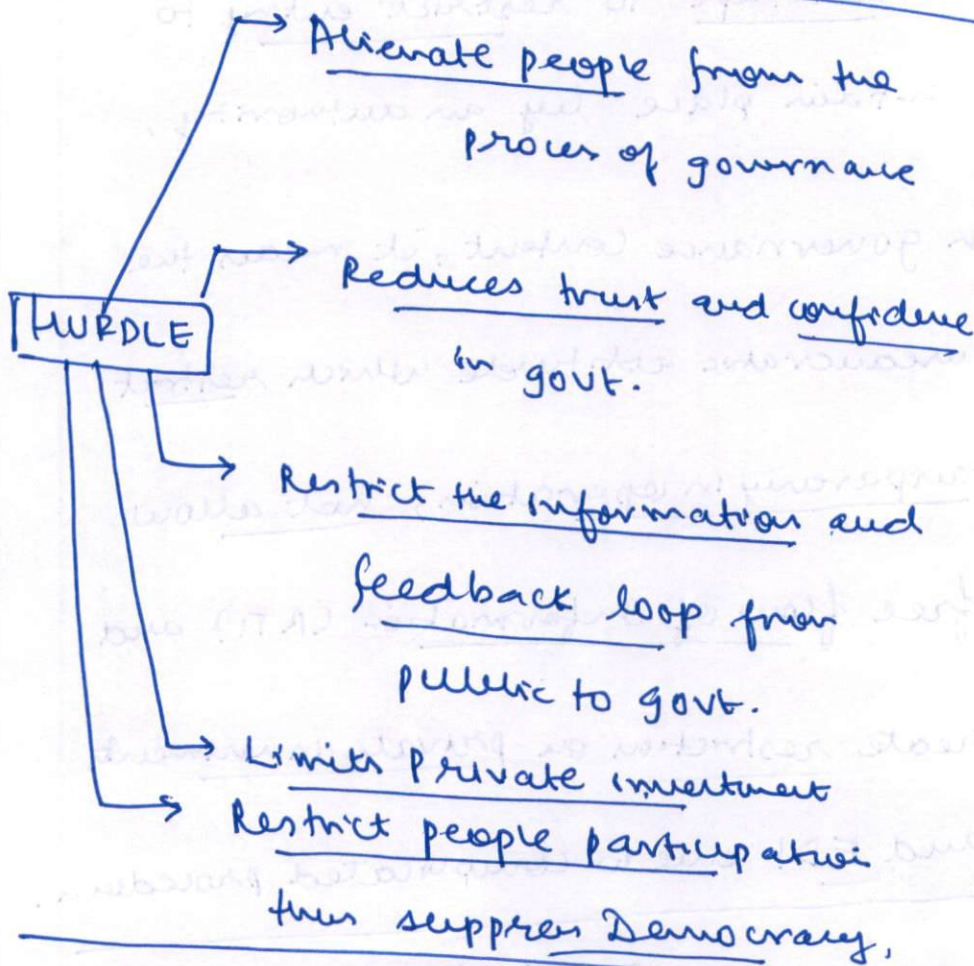 Alienate people from the
process of governance
Reduces trust and confidence
in govt.
HURDLE
Restrict the information and
feedback loop from
public to govt.
Limits private investment
Restrict people participation
thus suppress Democracy.